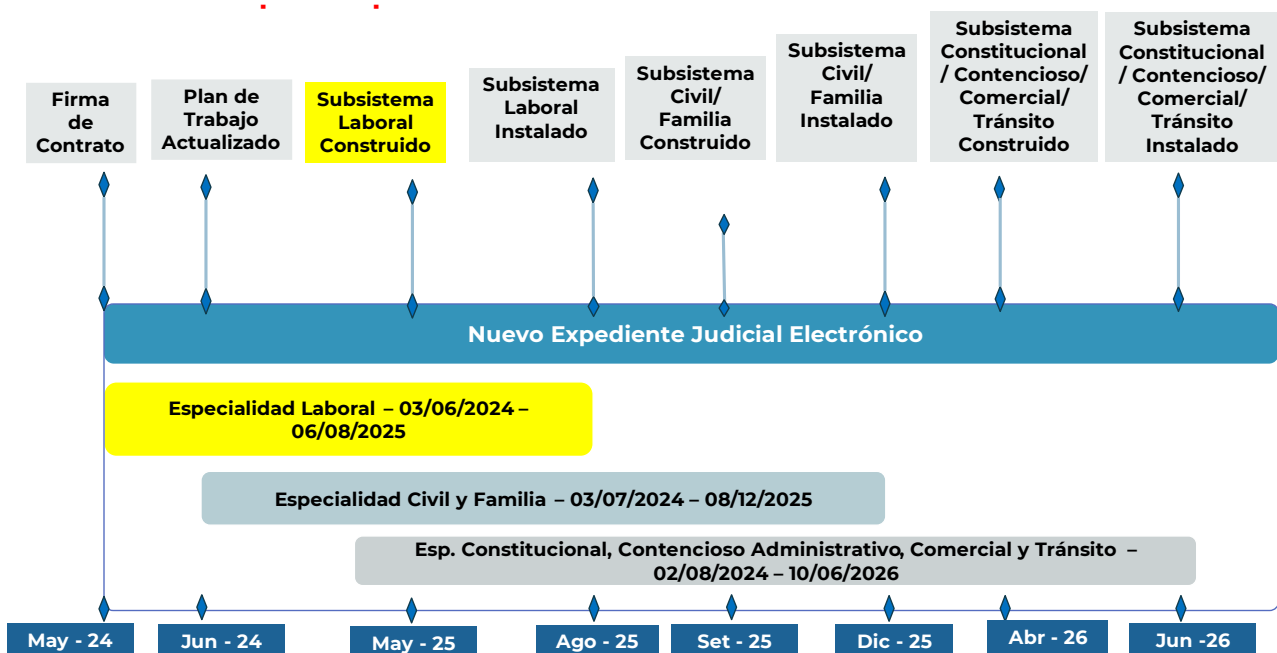 Firma
de
Contrato
Plan de
Trabajo
Actualizado
Subsistema
Laboral
Construido
Subsistema
Laboral
Instalado
Subsistema
Civil/
Familia
Construido
Subsistema
Civil/
Familia
Instalado
Subsistema
Constitucional
/ Contencioso/
Comercial/
Tránsito
Construido
Subsistema
Constitucional
/ Contencioso/
Comercial/
Tránsito
Instalado
Nuevo Expediente Judicial Electrónico
Especialidad Laboral – 03/06/2024 –
06/08/2025
Especialidad Civil y Familia – 03/07/2024 – 08/12/2025
Esp. Constitucional, Contencioso Administrativo, Comercial y Tránsito –
02/08/2024 – 10/06/2026
May - 24
Jun - 24
May - 25
Ago - 25
Set - 25
Dic - 25
Abr - 26
Jun -26